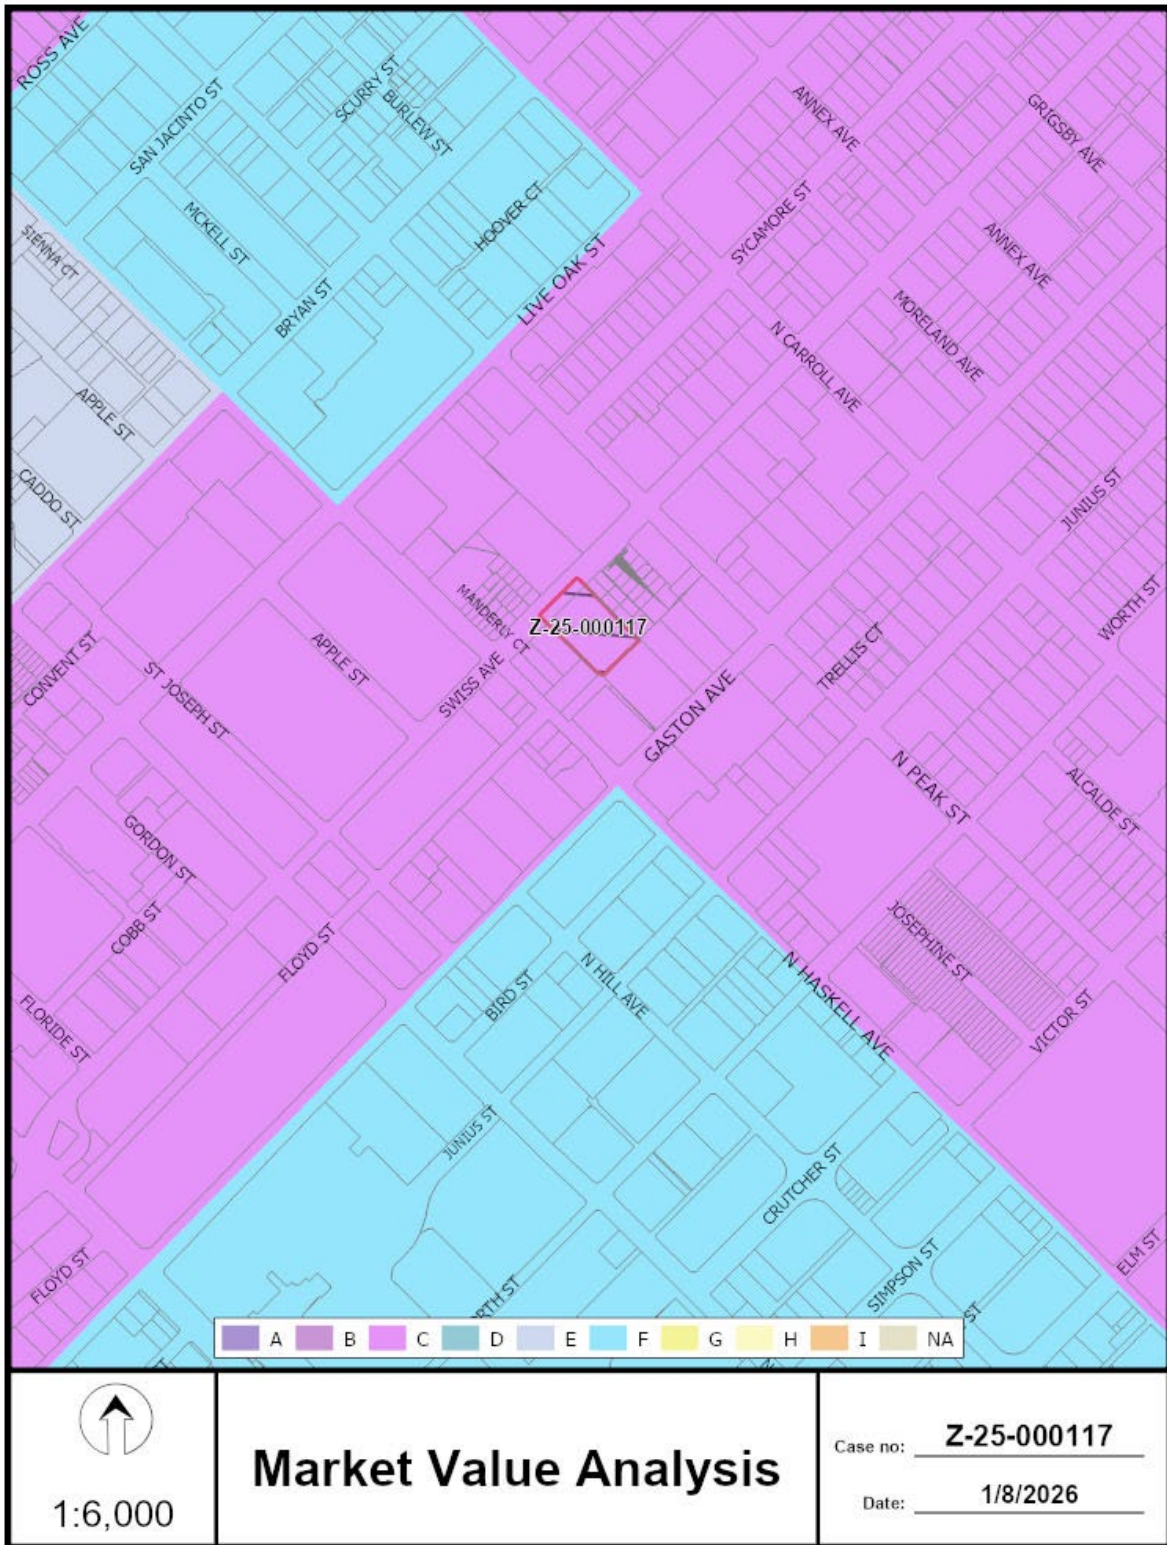 ROSS AVE
SCURRY ST
BURLEW ST
SAN JACINTO ST
ANNEX AVE
GRIGSBY AVE
MCKELL ST
HOOVER CT
SYCAMORE ST
SIENNA CT
ANNEX AVE
LIVE OAK ST
BRYAN ST
MORELAND AVE
N CARROLL AVE
APPLE ST
CADDO ST
JUNIUS ST
MANDERLY CT
WORTH ST
Z-25-000117
CONVENT ST
APPLE ST
TRELLIS CT
ST JOSEPH ST
SWISS AVE
GASTON AVE
N PEAK ST
ALCALDE ST
GORDON ST
COBB ST
FLOYD ST
JOSEPHINE ST
BIRD ST
N HILL AVE
N HASKELL AVE
FLORIDE ST
VICTOR ST
JUNIUS ST
CRUTCHER ST
FLOYD ST
SIMPSON ST
ELM ST
RTH ST
ST
A B C D E F G H I NA
1:6,000
Market Value Analysis
Case no: Z-25-000117
Date: 1/8/2026